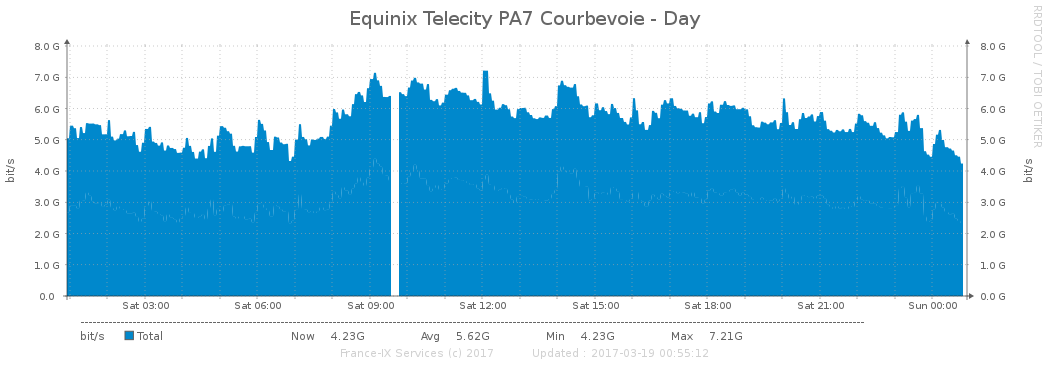 Equinix Telecity PA7 Courbevoie - Day
RRDTOOL / TOBI OETIKER
8.0 G 8.0 G
7.0 G 7.0 G
6.0 G 6.0 G
5.0 G 5.0 G
4.0 G 4.0 G
3.0 G 3.0 G
2.0 G 2.0 G
1.0 G 1.0 G
0.0 0.0 G
bit/s bit/s
Sat 03:00 Sat 06:00 Sat 09:00 Sat 12:00 Sat 15:00 Sat 18:00 Sat 21:00 Sun 00:00
bit/s Total Now 4.23G Avg 5.62G Min 4.23G Max 7.21G
France-IX Services (c) 2017 Updated : 2017-03-19 00:55:12